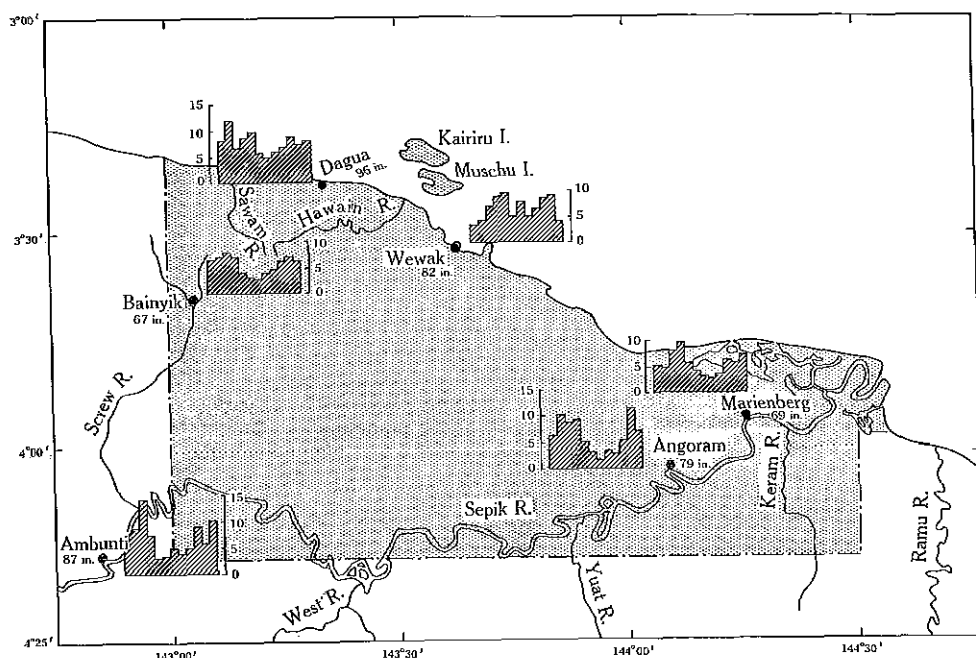 3°00′
15
10
5
0
Kairiru I.
Muschu I.
Dagua
96 in.
10
5
0
Sawam R.
Hawam R.
3°30′
10
5
0
Wewak
82 in.
Bainyik
67 in.
10
5
0
Screw R.
Marienberg
69 in.
15
10
5
0
Angoram
79 in.
4°00′
Keram R.
Sepik R.
15
10
5
0
Ambunti
87 in.
West R.
Yuat R.
Ramu R.
4°25′
143°00′
143°30′
144°00′
144°30′